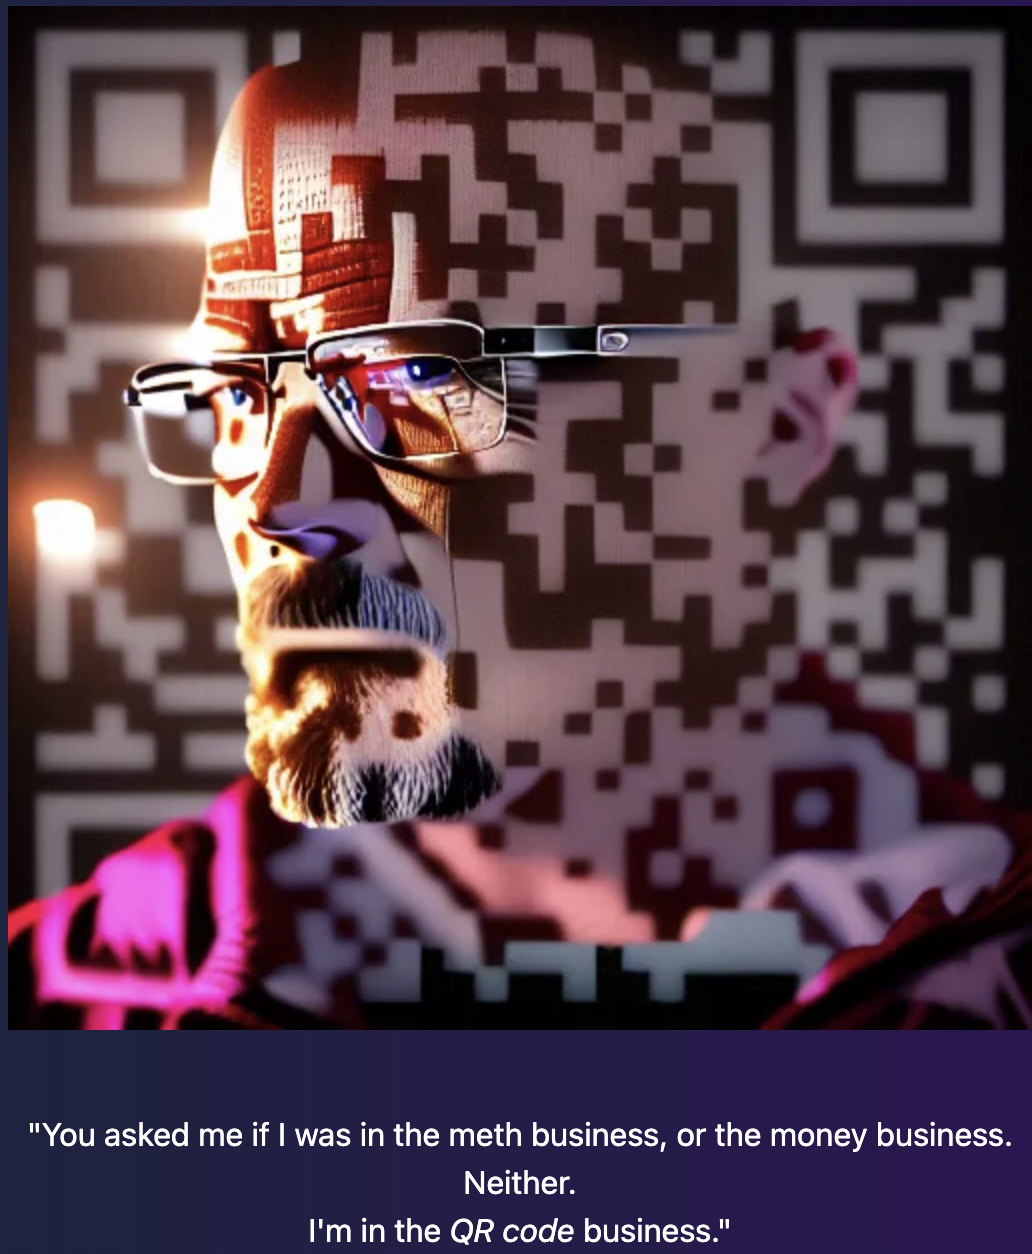 "You asked me if I was in the meth business, or the money business.
Neither.
I'm in the QR code business."